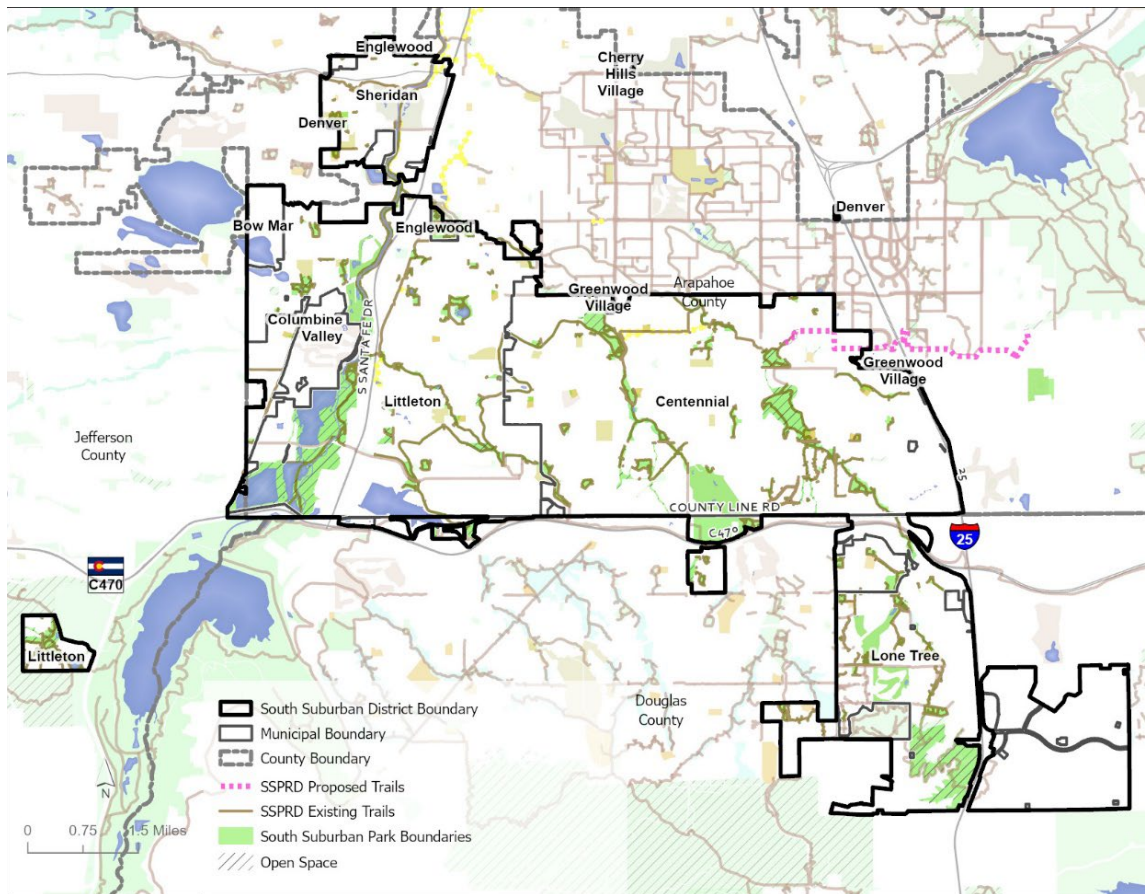 Englewood
Sheridan
Denver
Cherry
Hills
Village
Denver
Bow Mar
Englewood
Greenwood
Village
Arapahoe
County
Columbine
Valley
S SANTA FE DR
Greenwood
Village
Littleton
Centennial
Jefferson
County
25
COUNTY LINE RD
C470
25
C470
Littleton
Lone Tree
Douglas
County
South Suburban District Boundary
Municipal Boundary
County Boundary
SSPRD Proposed Trails
SSPRD Existing Trails
South Suburban Park Boundaries
Open Space
N
0 0.75 1.5 Miles